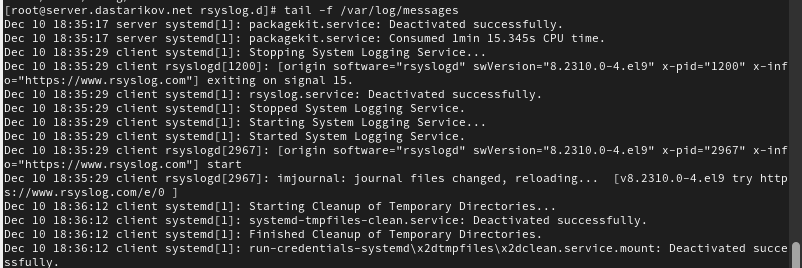 [root@server.dastarikov.net rsyslog.d]# tail -f /var/log/messages
Dec 10 18:35:17 server systemd[1]: packagekit.service: Deactivated successfully.
Dec 10 18:35:17 server systemd[1]: packagekit.service: Consumed 1min 15.345s CPU time.
Dec 10 18:35:29 client systemd[1]: Stopping System Logging Service...
Dec 10 18:35:29 client rsyslogd[1200]: [origin software="rsyslogd" swVersion="8.2310.0-4.el9" x-pid="1200" x-inf
o="https://www.rsyslog.com"] exiting on signal 15.
Dec 10 18:35:29 client systemd[1]: rsyslog.service: Deactivated successfully.
Dec 10 18:35:29 client systemd[1]: Stopped System Logging Service.
Dec 10 18:35:29 client systemd[1]: Starting System Logging Service...
Dec 10 18:35:29 client systemd[1]: Started System Logging Service.
Dec 10 18:35:29 client rsyslogd[2967]: [origin software="rsyslogd" swVersion="8.2310.0-4.el9" x-pid="2967" x-inf
o="https://www.rsyslog.com"] start
Dec 10 18:35:29 client rsyslogd[2967]: imjournal: journal files changed, reloading...  [v8.2310.0-4.el9 try http
s://www.rsyslog.com/e/0 ]
Dec 10 18:36:12 client systemd[1]: Starting Cleanup of Temporary Directories...
Dec 10 18:36:12 client systemd[1]: systemd-tmpfiles-clean.service: Deactivated successfully.
Dec 10 18:36:12 client systemd[1]: Finished Cleanup of Temporary Directories.
Dec 10 18:36:12 client systemd[1]: run-credentials-systemd\x2dtmpfiles\x2dclean.service.mount: Deactivated succe
ssfully.